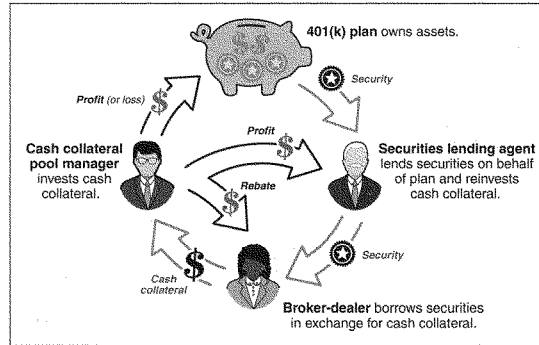 401(k) plan owns assets.
Security
Profit (or loss)
$
Cash collateral
pool manager
invests cash
collateral.
Profit
$
Securities lending agent
lends securities on behalf
of plan and reinvests
cash collateral.
$
Rebate
Security
$
Cash
collateral
Broker-dealer borrows securities
in exchange for cash collateral.